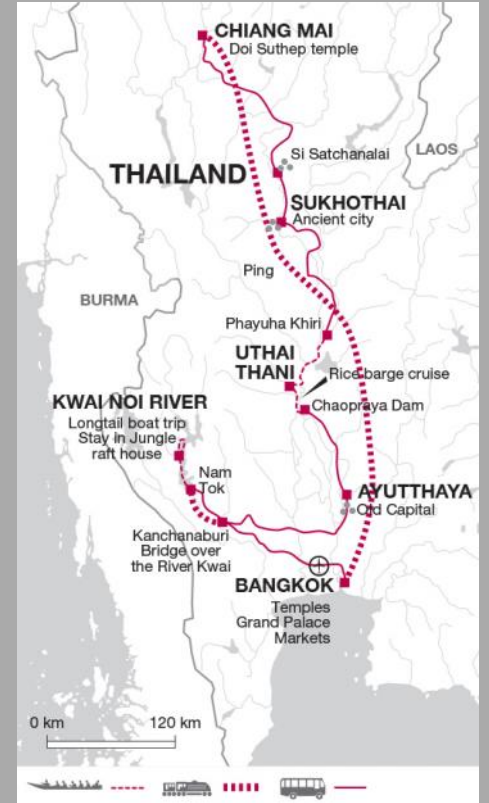 CHIANG MAI
Doi Suthep temple
Si Satchanalai
LAOS
THAILAND
SUKHOTHAI
Ancient city
Ping
BURMA
Phayuha Khiri
UTHAI
THANI
Rice barge cruise
KWAI NOI RIVER
Chaopraya Dam
Longtail boat trip
Stay in Jungle
raft house
Nam
Tok
AYUTTHAYA
Old Capital
Kanchanaburi
Bridge over
the River Kwai
BANGKOK
Temples
Grand Palace
Markets
0 km
120 km